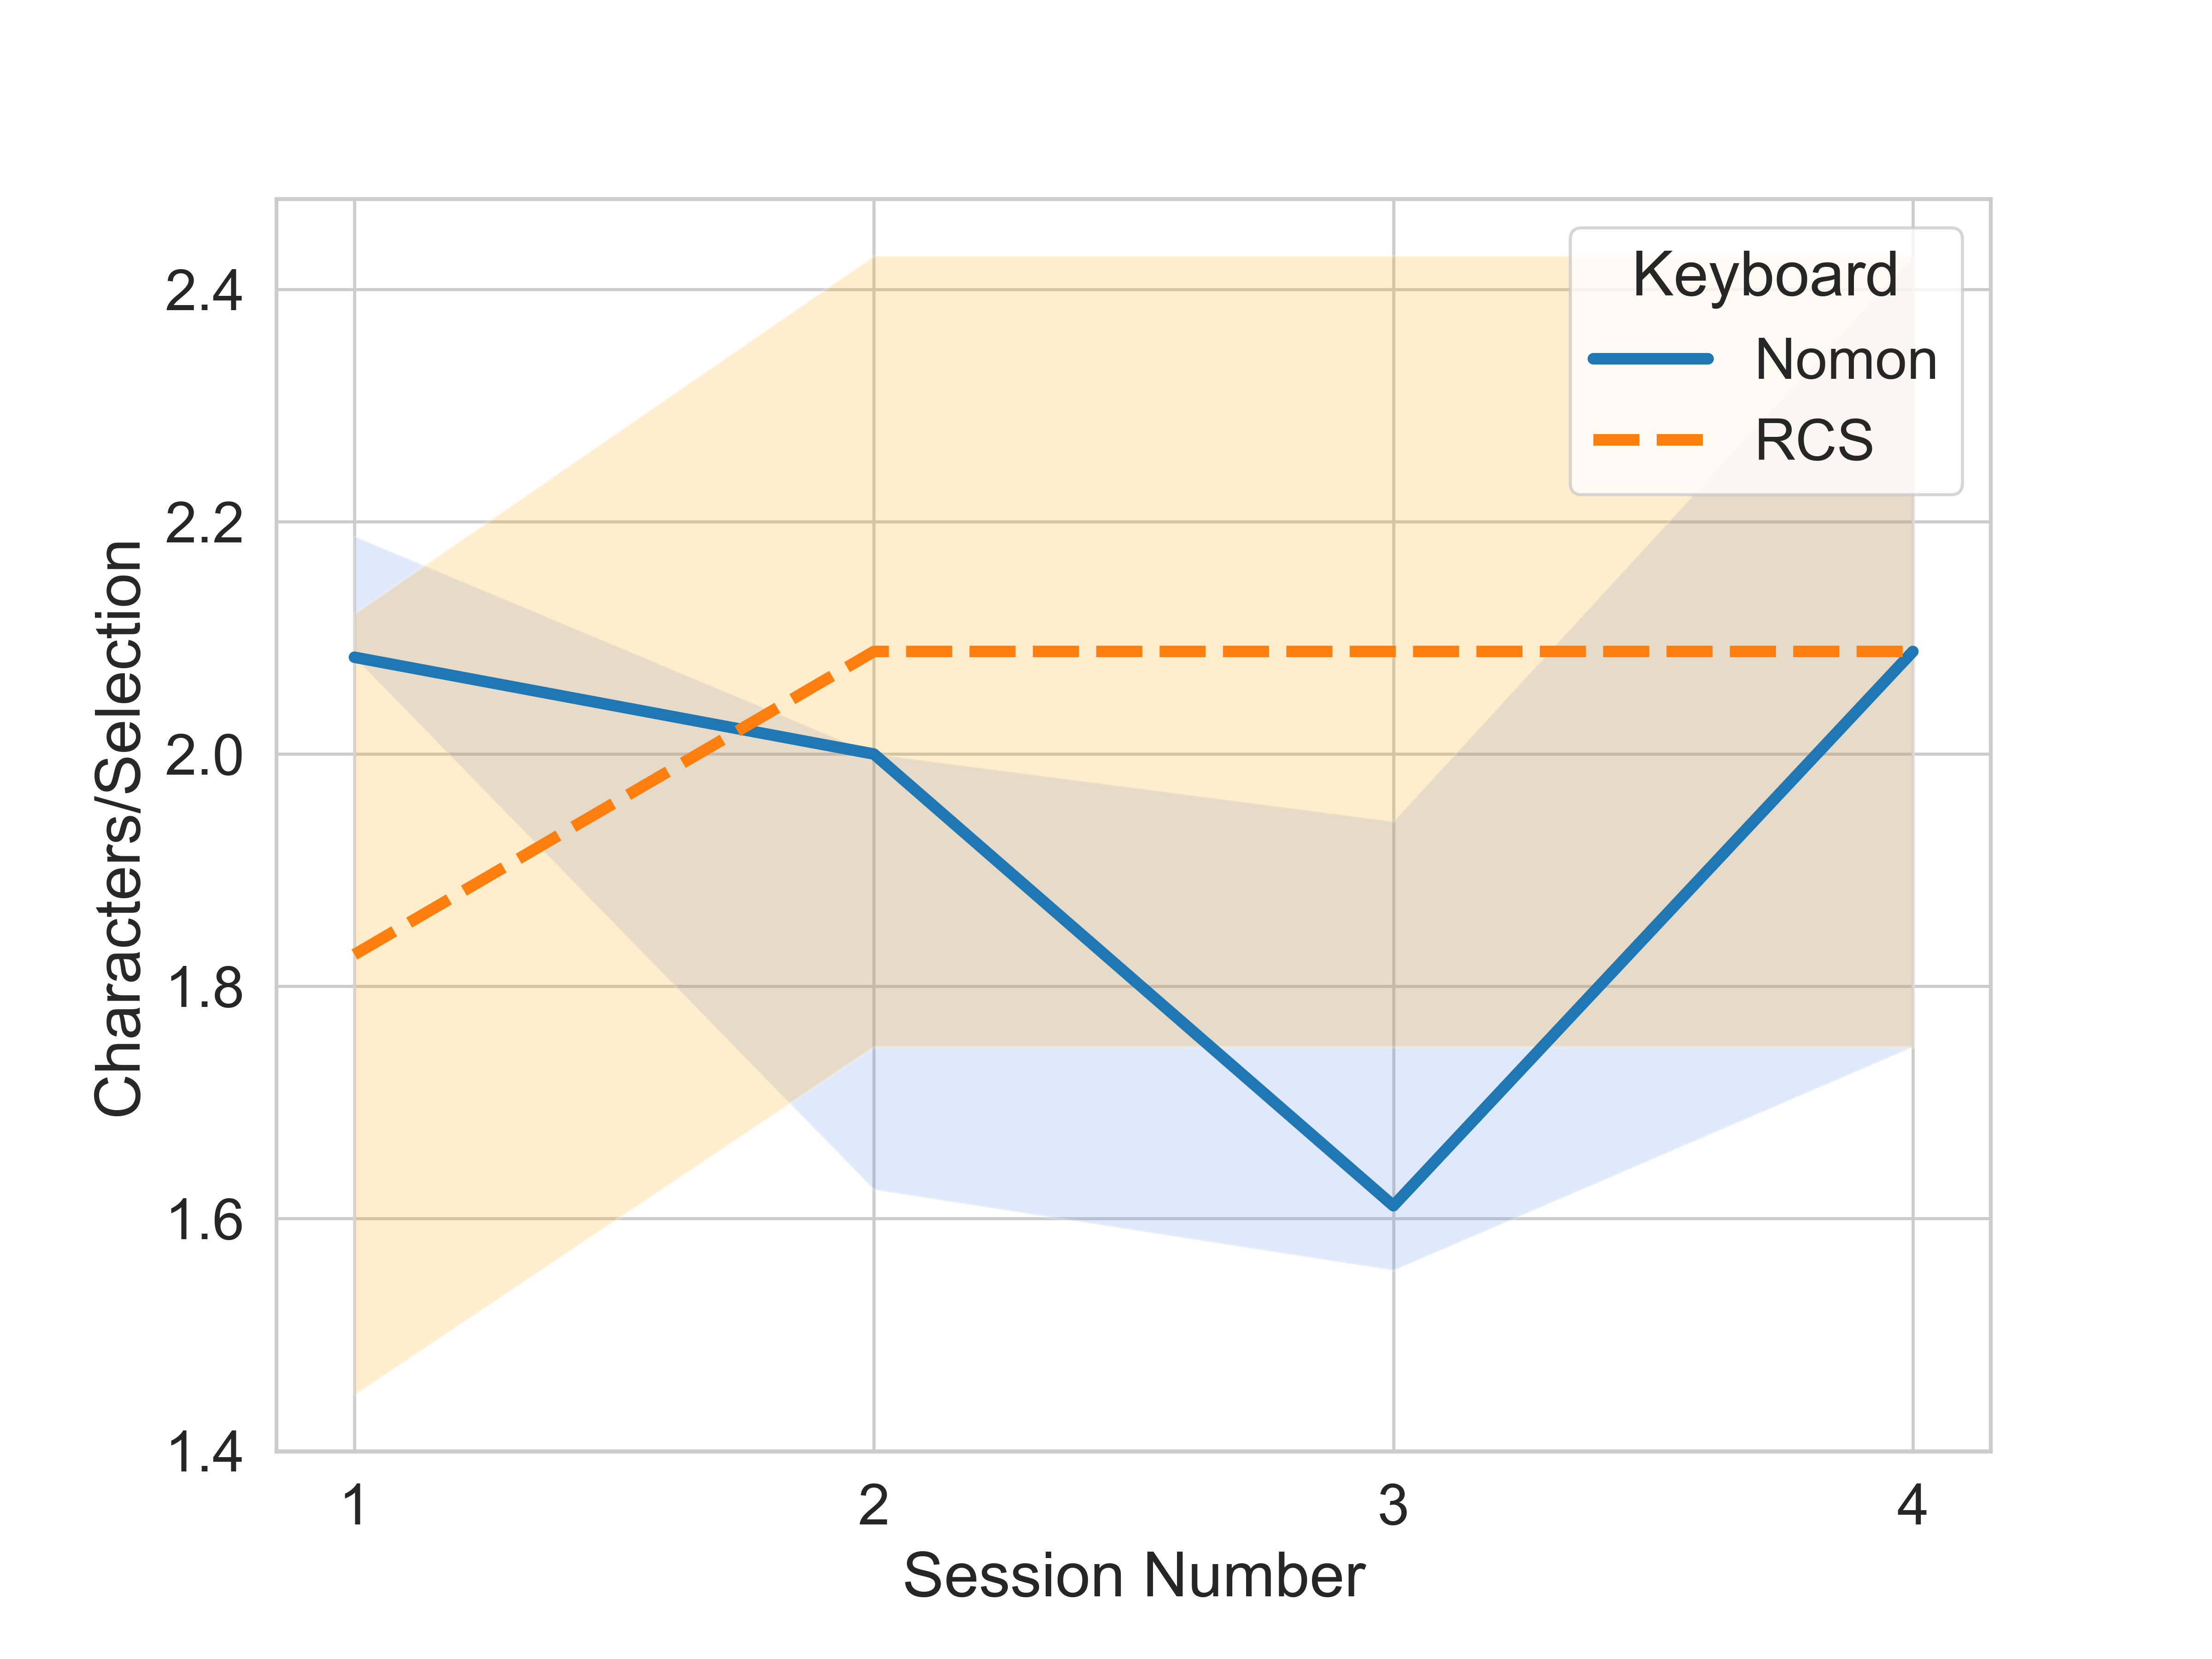 Keyboard
Nomon
RCS
Characters/Selection
2.4
2.2
2.0
1.8
1.6
1.4
1 2 3 4
Session Number